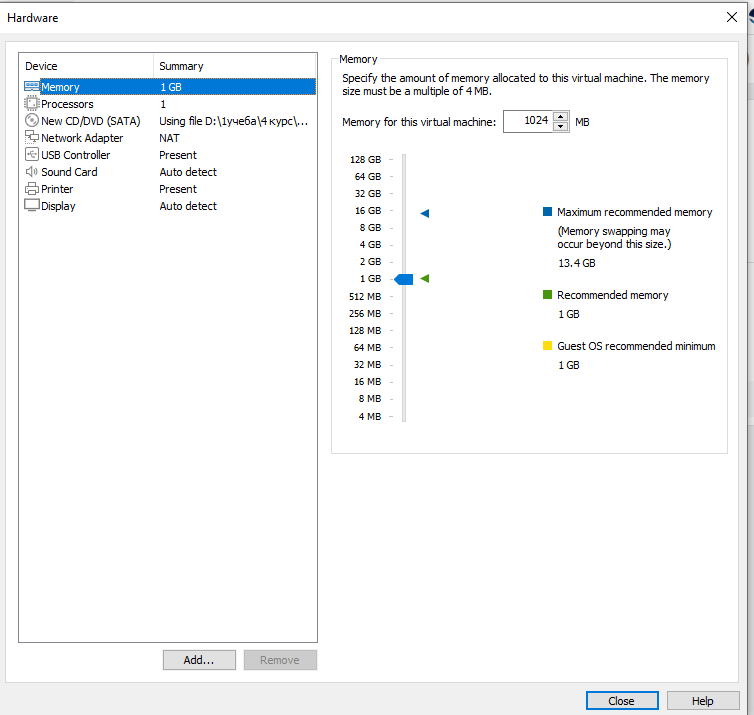 Hardware
Device Summary
Memory 1 GB
Processors 1
New CD/DVD (SATA) Using file D:\1учеба\4 курс\...
Network Adapter NAT
USB Controller Present
Sound Card Auto detect
Printer Present
Display Auto detect
Add...
Remove
Memory
Specify the amount of memory allocated to this virtual machine. The memory
size must be a multiple of 4 MB.
Memory for this virtual machine: 1024 MB
128 GB
64 GB
32 GB
16 GB
8 GB
4 GB
2 GB
1 GB
512 MB
256 MB
128 MB
64 MB
32 MB
16 MB
8 MB
4 MB
Maximum recommended memory
(Memory swapping may
occur beyond this size.)
13.4 GB
Recommended memory
1 GB
Guest OS recommended minimum
1 GB
Close
Help